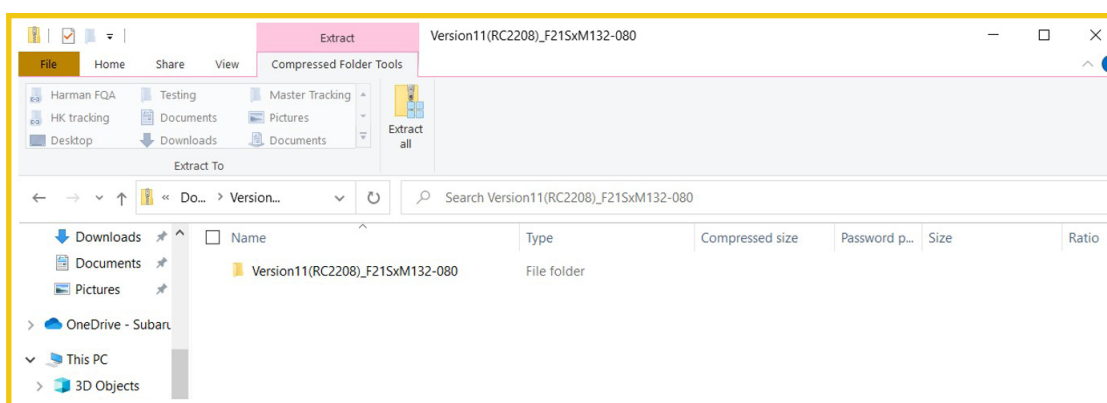 Extract
Version11(RC2208)_F21SxM132-080
File
Home
Share
View
Compressed Folder Tools
Harman FQA
Testing
Master Tracking
HK tracking
Documents
Pictures
Desktop
Downloads
Documents
Extract all
Extract To
« Do... > Version...
Search Version11(RC2208)_F21SxM132-080
Downloads
Documents
Pictures
OneDrive - Subaru
This PC
3D Objects
Name
Type
Compressed size
Password p...
Size
Ratio
Version11(RC2208)_F21SxM132-080
File folder